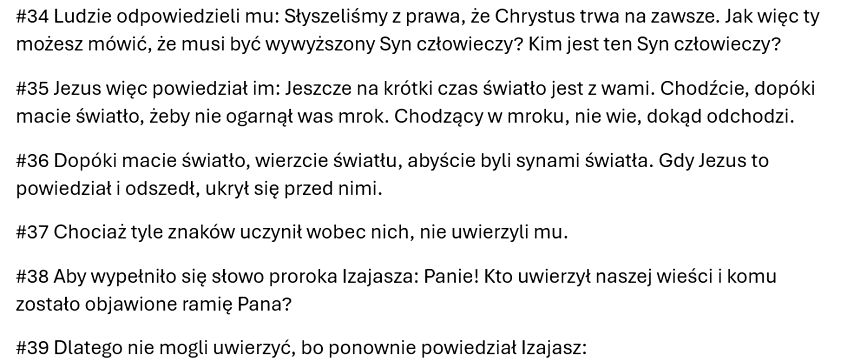 #34 Ludzie odpowiedzieli mu: Słyszeliśmy z prawa, że Chrystus trwa na zawsze. Jak więc ty
możesz mówić, że musi być wywyższony Syn człowieczy? Kim jest ten Syn człowieczy?
#35 Jezus więc powiedział im: Jeszcze na krótki czas światło jest z wami. Chodźcie, dopóki
macie światło, żeby nie ogarnął was mrok. Chodzący w mroku, nie wie, dokąd odchodzi.
#36 Dopóki macie światło, wierzcie światłu, abyście byli synami światła. Gdy Jezus to
powiedział i odszedł, ukrył się przed nimi.
#37 Chociaż tyle znaków uczynił wobec nich, nie uwierzyli mu.
#38 Aby wypełniło się słowo proroka Izajasza: Panie! Kto uwierzył naszej wieści i komu
zostało objawione ramię Pana?
#39 Dlatego nie mogli uwierzyć, bo ponownie powiedział Izajasz: